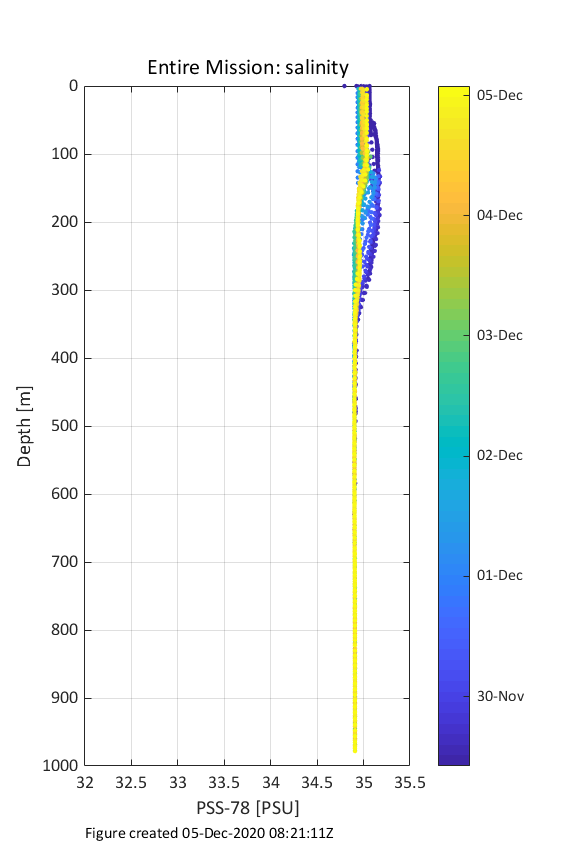 Entire Mission: salinity
0
100
200
300
400
500
600
700
800
900
1000
Depth [m]
32 32.5 33 33.5 34 34.5 35 35.5
PSS-78 [PSU]
05-Dec
04-Dec
03-Dec
02-Dec
01-Dec
30-Nov
Figure created 05-Dec-2020 08:21:11Z